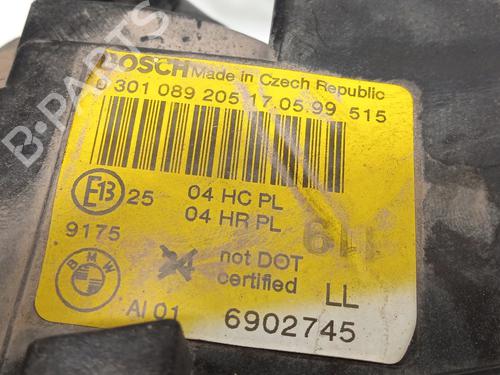 BOSCH Made in Czech Republic
0 301 089 205 17.05.99 515
E13 25 04 HC PL
04 HR PL
9175
not DOT
certified
BMW
LL
AI 01 6902745
B-PARTS